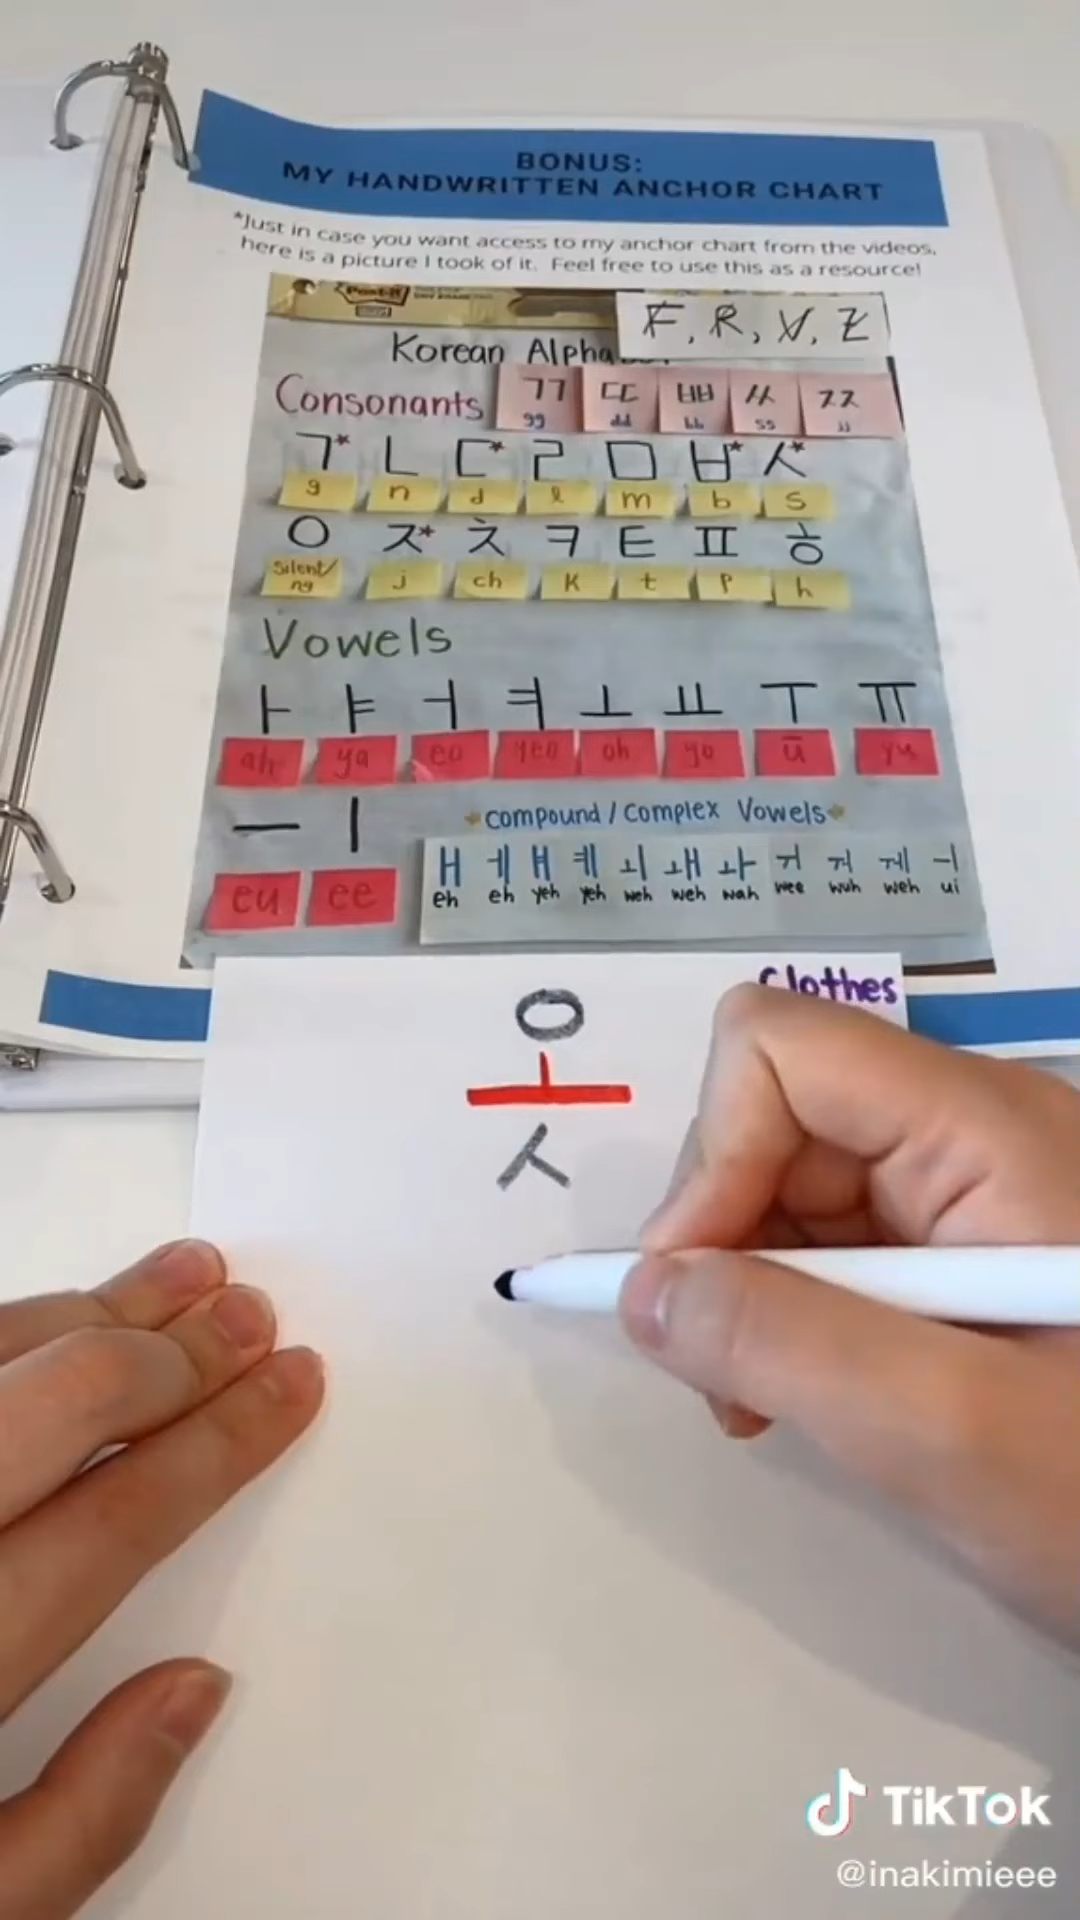 BONUS:
MY HANDWRITTEN ANCHOR CHART
*Just in case you want access to my anchor chart from the videos,
here is a picture I took of it. Feel free to use this as a resource!
Post-it
F, R, V, Z
Korean Alpha
Consonants ㄲ ㄸ ㅃ ㅆ ㅉ
gg dd bb ss jj
ㄱ* ㄴ ㄷ* ㄹ ㅁ ㅂ* ㅅ*
g n d l m b s
ㅇ ㅈ* ㅊ ㅋ ㅌ ㅍ ㅎ
Silent/ng j ch k t p h
Vowels
ㅏ ㅑ ㅓ ㅕ ㅗ ㅛ ㅜ ㅠ
ah ya eo yeo oh yo ū yu
ㅡ ㅣ
eu ee
Compound / Complex Vowels
ㅐ ㅔ ㅒ ㅖ ㅚ ㅙ ㅘ ㅟ ㅝ ㅞ ㅢ
eh eh yeh yeh weh weh wah wee wuh weh ui
Clothes
옷
TikTok
@inakimieee